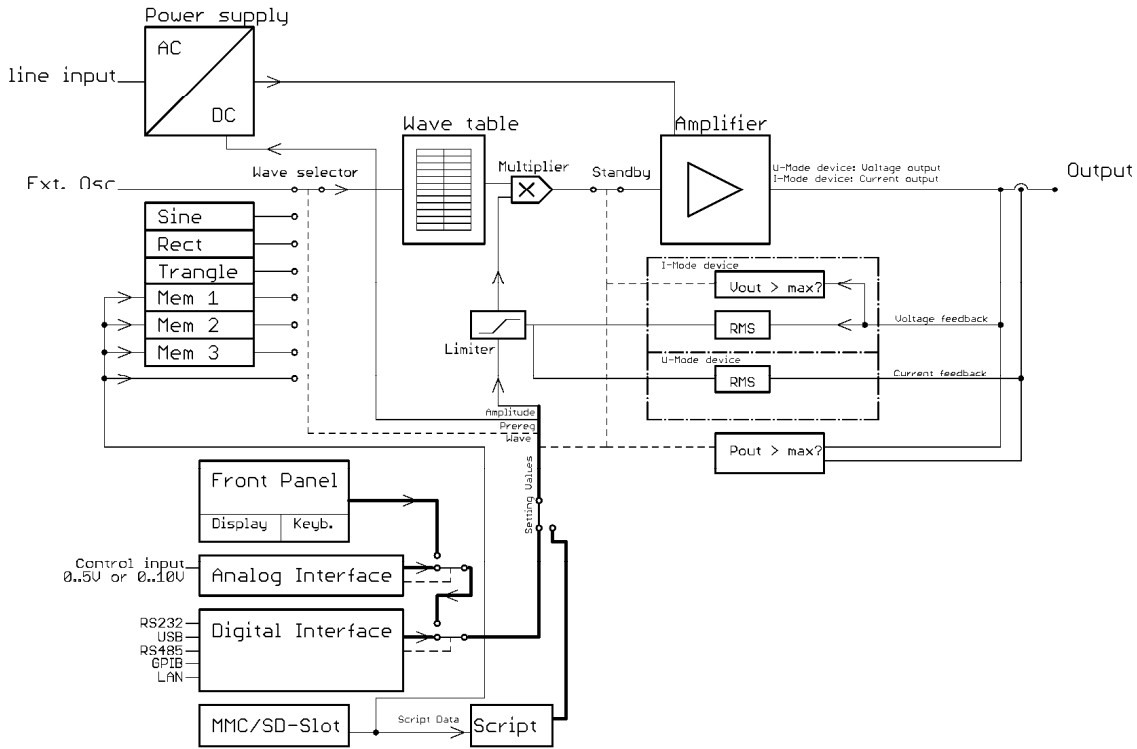 Power supply
AC
DC
line input
Wave table
Amplifier
Wave selector
Multiplier
Standby
U-Mode device: Voltage output
I-Mode device: Current output
Output
Ext. Osc
Sine
Rect
Trangle
Mem 1
Mem 2
Mem 3
I-Mode device
Vout > max?
RMS
Voltage feedback
Limiter
U-Mode device
RMS
Current feedback
Amplitude
Prereq
Wave
Pout > max?
Setting Values
Front Panel
Display
Keyb.
Control input
0..5V or 0..10V
Analog Interface
RS232
USB
RS485
GPIB
LAN
Digital Interface
MMC/SD-Slot
Script Data
Script